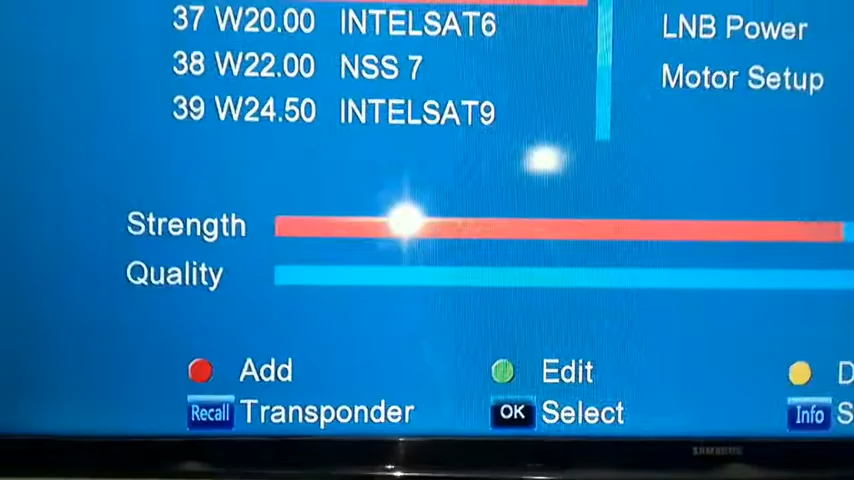 37 W20.00 INTELSAT6
38 W22.00 NSS 7
39 W24.50 INTELSAT9
LNB Power
Motor Setup
Strength
Quality
Add
Edit
D
Recall Transponder
OK Select
Info S
SAMSUNG